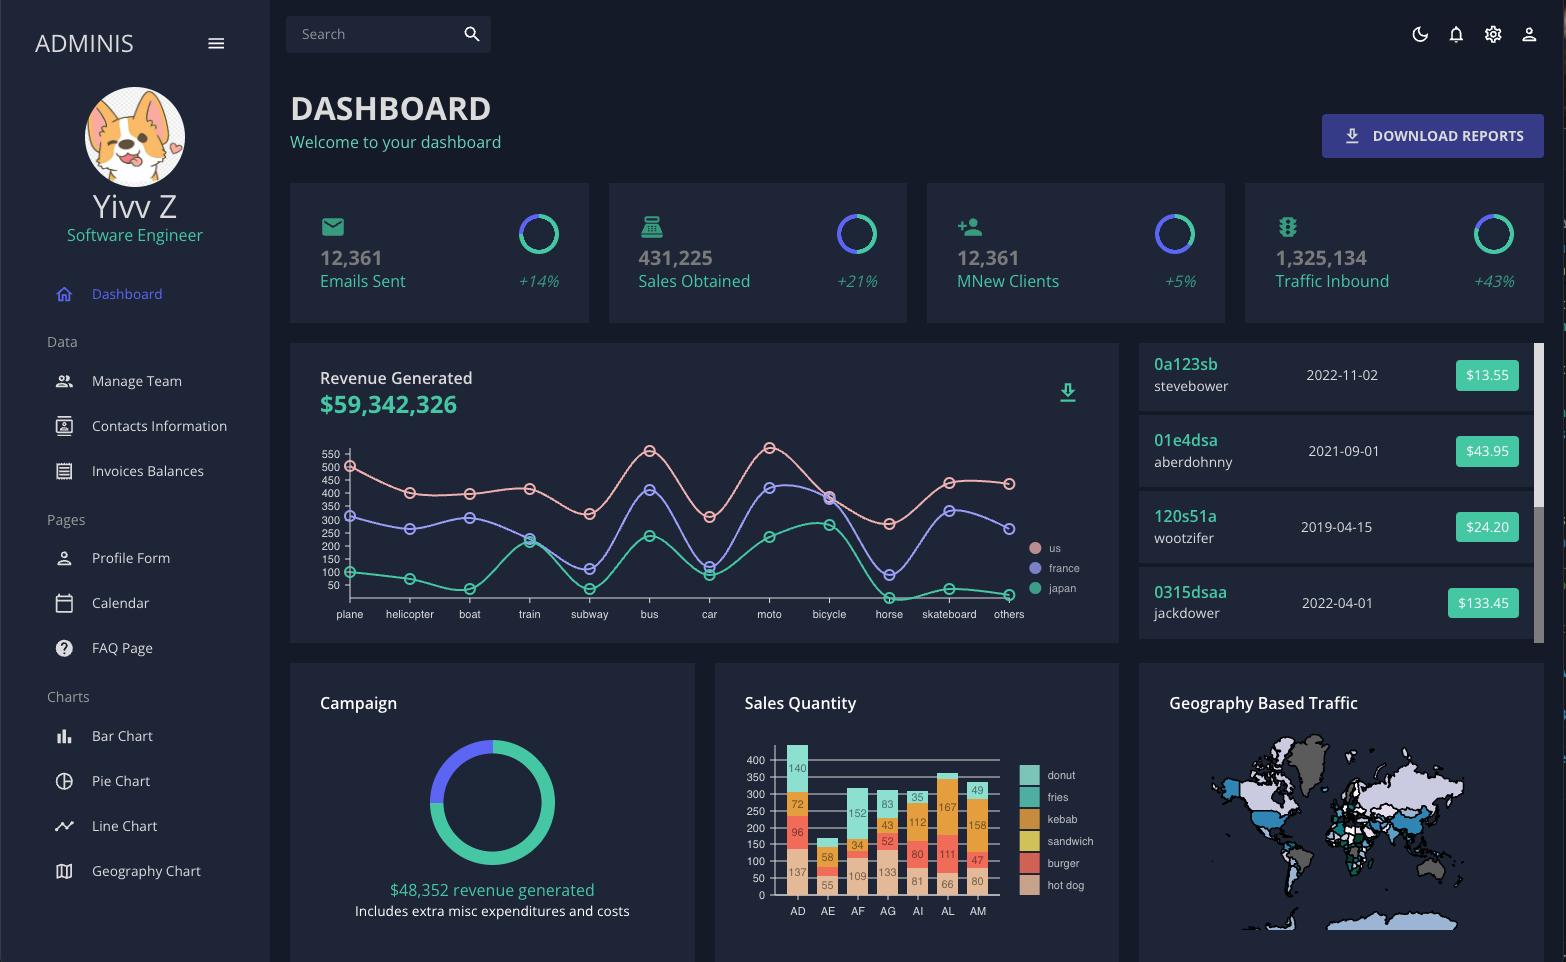 ADMINIS
Search
Yivv Z
Software Engineer
Dashboard
Data
Manage Team
Contacts Information
Invoices Balances
Pages
Profile Form
Calendar
FAQ Page
Charts
Bar Chart
Pie Chart
Line Chart
Geography Chart
DASHBOARD
Welcome to your dashboard
DOWNLOAD REPORTS
12,361
Emails Sent
+14%
431,225
Sales Obtained
+21%
12,361
MNew Clients
+5%
1,325,134
Traffic Inbound
+43%
Revenue Generated
$59,342,326
550
500
450
400
350
300
250
200
150
100
50
plane helicopter boat train subway bus car moto bicycle horse skateboard others
us
france
japan
0a123sb
stevebower
2022-11-02
$13.55
01e4dsa
aberdohnny
2021-09-01
$43.95
120s51a
wootzifer
2019-04-15
$24.20
0315dsaa
jackdower
2022-04-01
$133.45
Campaign
$48,352 revenue generated
Includes extra misc expenditures and costs
Sales Quantity
400
350
300
250
200
150
100
50
0
140
72
96
137
58
55
152
34
109
83
43
52
133
35
112
80
81
167
111
66
49
158
47
80
AD AE AF AG AI AL AM
donut
fries
kebab
sandwich
burger
hot dog
Geography Based Traffic